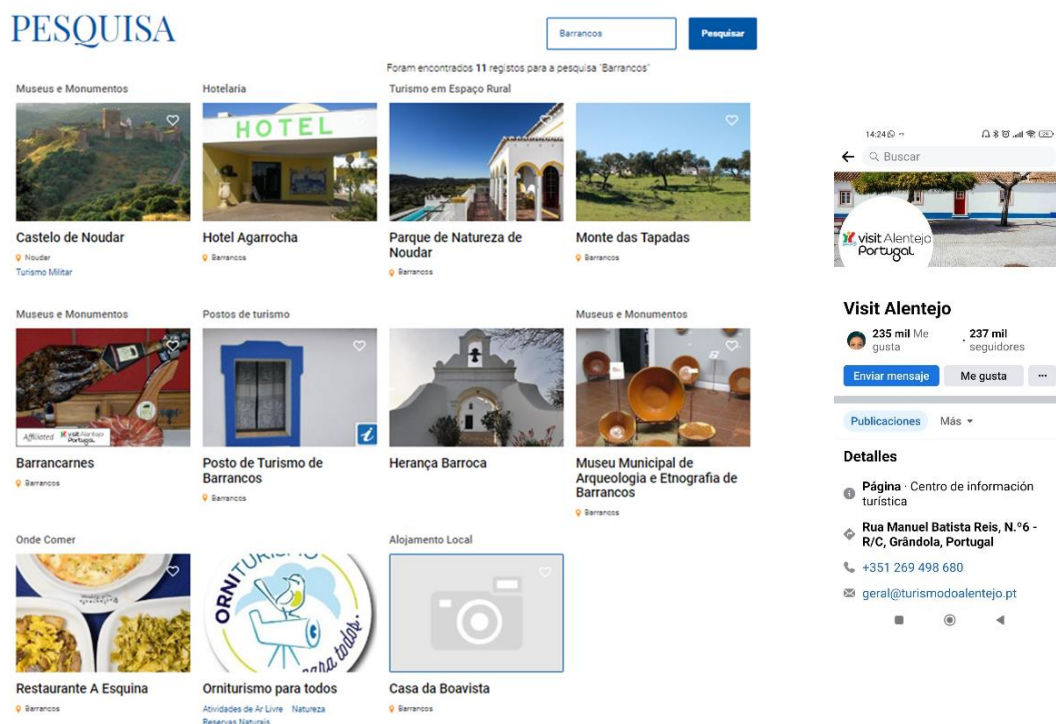 PESQUISA
Barrancos
Pesquisar
Foram encontrados 11 registos para a pesquisa 'Barrancos'
Museus e Monumentos
Hotelaria
Turismo em Espaço Rural
HOTEL
Castelo de Noudar
Noudar
Turismo Militar
Hotel Agarrocha
Barrancos
Parque de Natureza de
Noudar
Barrancos
Monte das Tapadas
Barrancos
Museus e Monumentos
Postos de turismo
Museus e Monumentos
Affiliated
visit Alentejo
Portugal
i
Barrancarnes
Barrancos
Posto de Turismo de
Barrancos
Barrancos
Herança Barroca
Museu Municipal de
Arqueologia e Etnografia de
Barrancos
Barrancos
Onde Comer
Alojamento Local
ORNITURISMO
para todos.
Restaurante A Esquina
Barrancos
Orniturismo para todos
Atividades de Ar Livre Natureza
Reservas Naturais
Casa da Boavista
Barrancos
14:24
Buscar
visit Alentejo
Portugal
Visit Alentejo
235 mil Me
gusta
· 237 mil
seguidores
Enviar mensaje
Me gusta
···
Publicaciones
Más
Detalles
Página · Centro de información
turística
Rua Manuel Batista Reis, N.º6 -
R/C, Grândola, Portugal
+351 269 498 680
geral@turismodoalentejo.pt